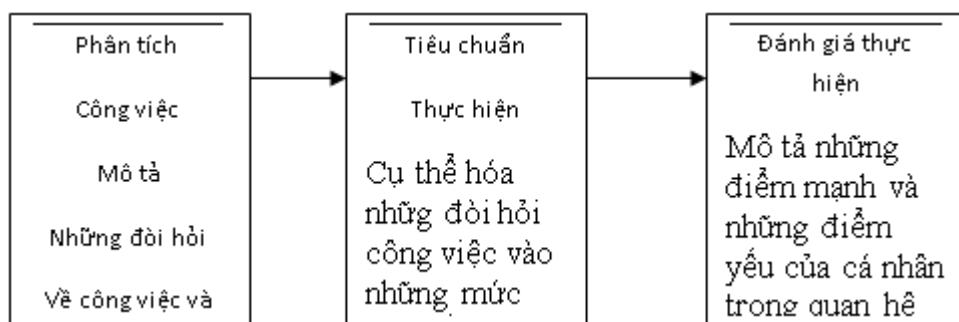 Phân tích
Công việc
Mô tả
Những đòi hỏi
Về công việc và
Tiêu chuẩn
Thực hiện
Cụ thể hóa
những đòi hỏi
công việc vào
những mức
Đánh giá thực
hiện
Mô tả những
điểm mạnh và
những điểm
yếu của cá nhân
trong quan hệ